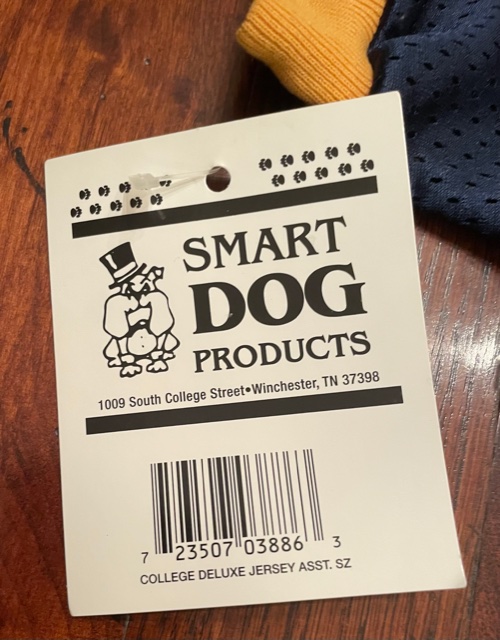 SMART
DOG
PRODUCTS
1009 South College Street•Winchester, TN 37398
7 23507 03886 3
COLLEGE DELUXE JERSEY ASST. SZ